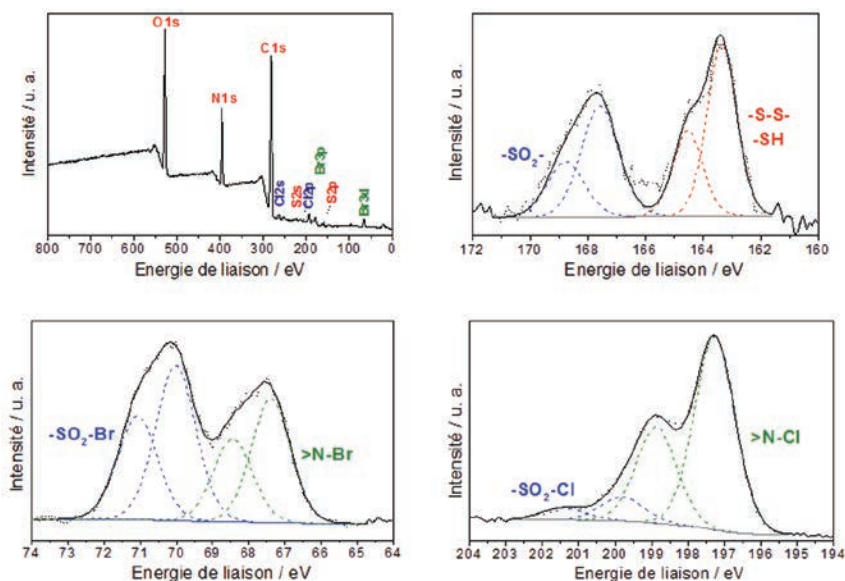 O1s
C1s
N1s
Cl2s
S2s
Cl2p
Br3p
S2p
Br3d
Intensité / u. a.
800 700 600 500 400 300 200 100 0
Energie de liaison / eV
-SO2-
-S-S-
-SH
Intensité / u. a.
172 170 168 166 164 162 160
Energie de liaison / eV
-SO2-Br
>N-Br
Intensité / u. a.
74 73 72 71 70 69 68 67 66 65 64
Energie de liaison / eV
-SO2-Cl
>N-Cl
Intensité / u. a.
204 203 202 201 200 199 198 197 196 195 194
Energie de liaison / eV